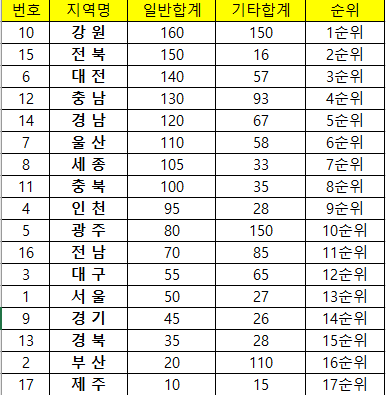 번호 지역명 일반합계 기타합계 순위
10 강 원 160 150 1순위
15 전 북 150 16 2순위
6 대 전 140 57 3순위
12 충 남 130 93 4순위
14 경 남 120 67 5순위
7 울 산 110 58 6순위
8 세 종 105 33 7순위
11 충 북 100 35 8순위
4 인 천 95 28 9순위
5 광 주 80 150 10순위
16 전 남 70 85 11순위
3 대 구 55 65 12순위
1 서 울 50 27 13순위
9 경 기 45 26 14순위
13 경 북 35 28 15순위
2 부 산 20 110 16순위
17 제 주 10 15 17순위